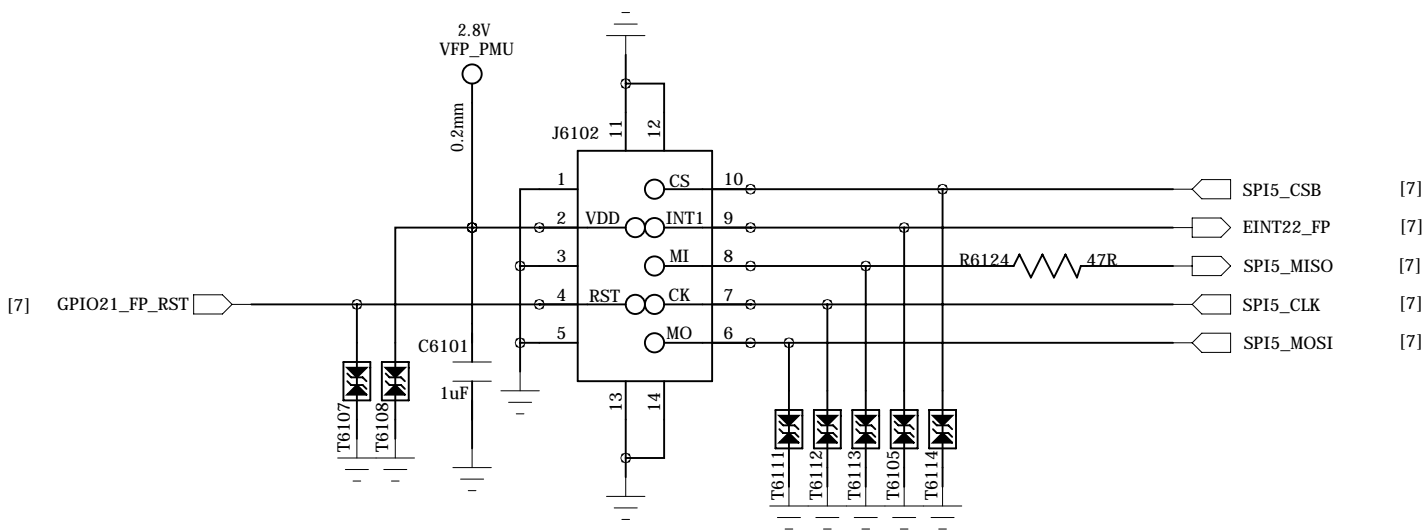 2.8V
VFP_PMU
0.2mm
J6102
11
12
1
CS
10
SPI5_CSB
[7]
2
VDD
INT1
9
EINT22_FP
[7]
3
MI
8
R6124
47R
SPI5_MISO
[7]
[7]
GPIO21_FP_RST
4
RST
CK
7
SPI5_CLK
[7]
5
MO
6
SPI5_MOSI
[7]
C6101
1uF
13
14
T6107
T6108
T6111
T6112
T6113
T6105
T6114